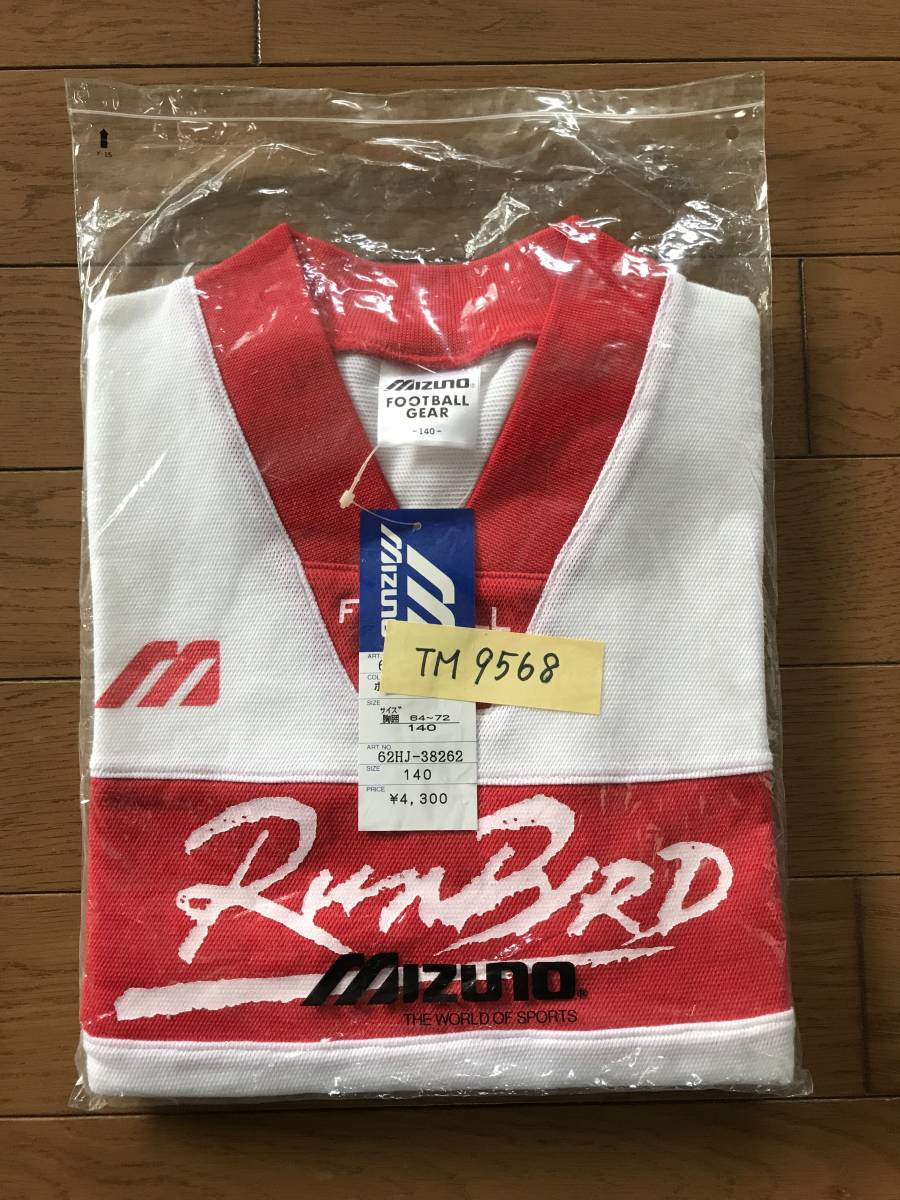 MIZUNO
FOOTBALL
GEAR
-140-
MIZUNO
F L
TM 9568
ART
COL
SIZE
サイズ
胸囲 64~72
140
ART NO.
62HJ-38262
SIZE
140
PRICE
¥4,300
RunBIRD
MIZUNO
THE WORLD OF SPORTS